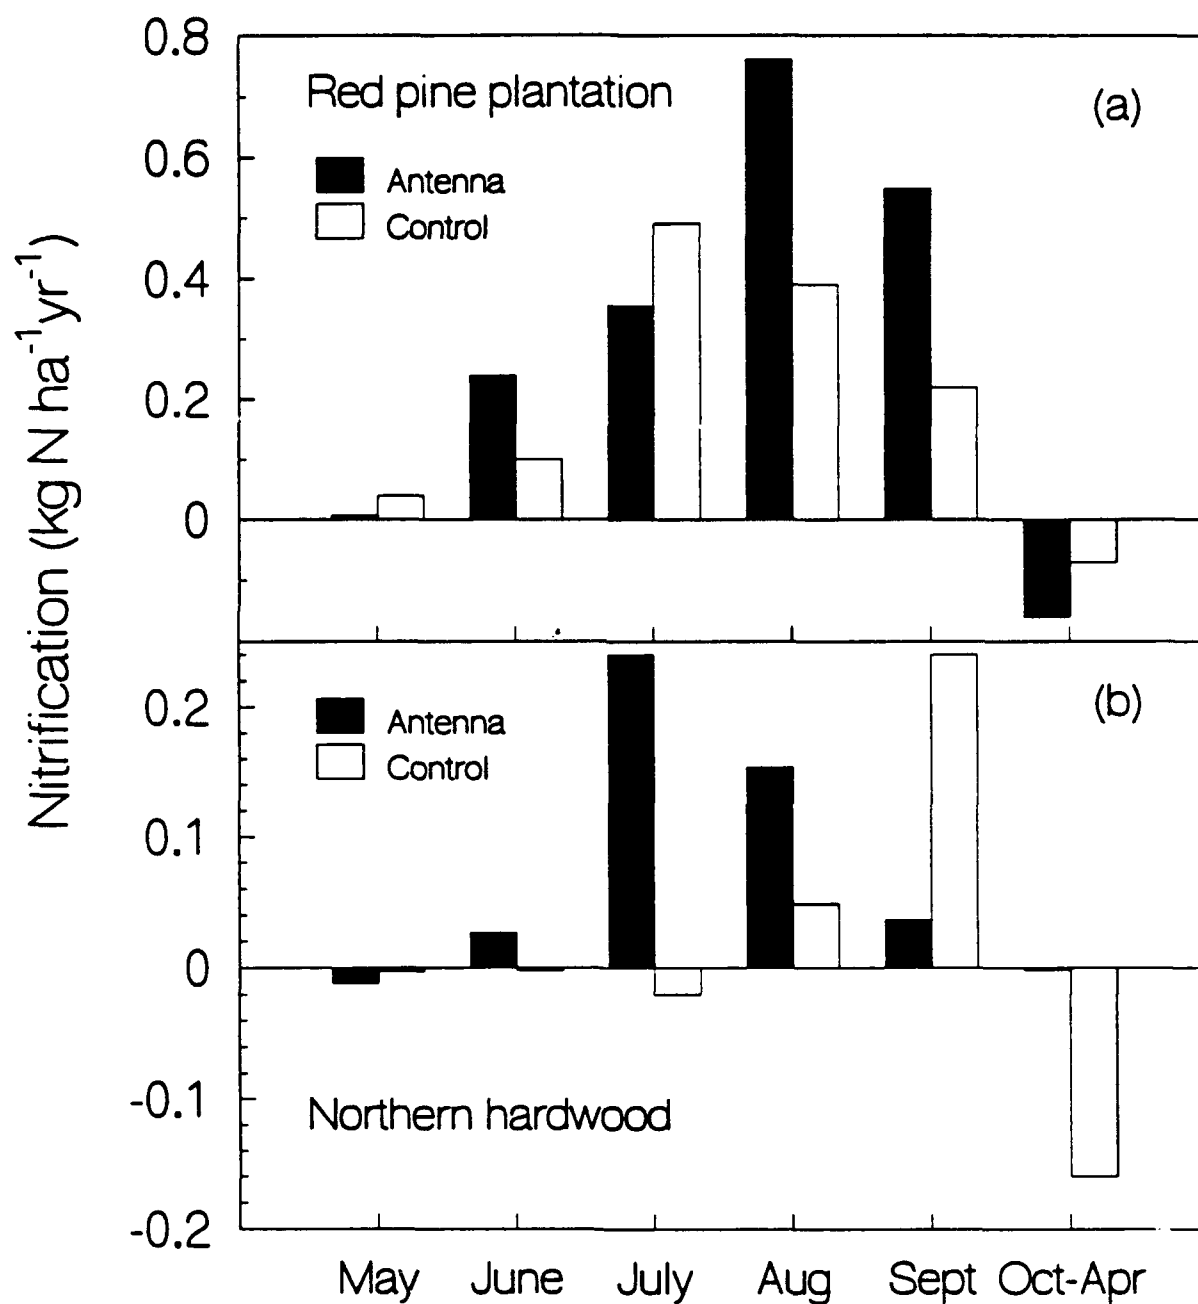 Nitrification (kg N ha-1yr-1)
0.8
0.6
0.4
0.2
0
Red pine plantation
(a)
Antenna
Control
0.2
0.1
0
-0.1
-0.2
(b)
Antenna
Control
Northern hardwood
May June July Aug Sept Oct-Apr